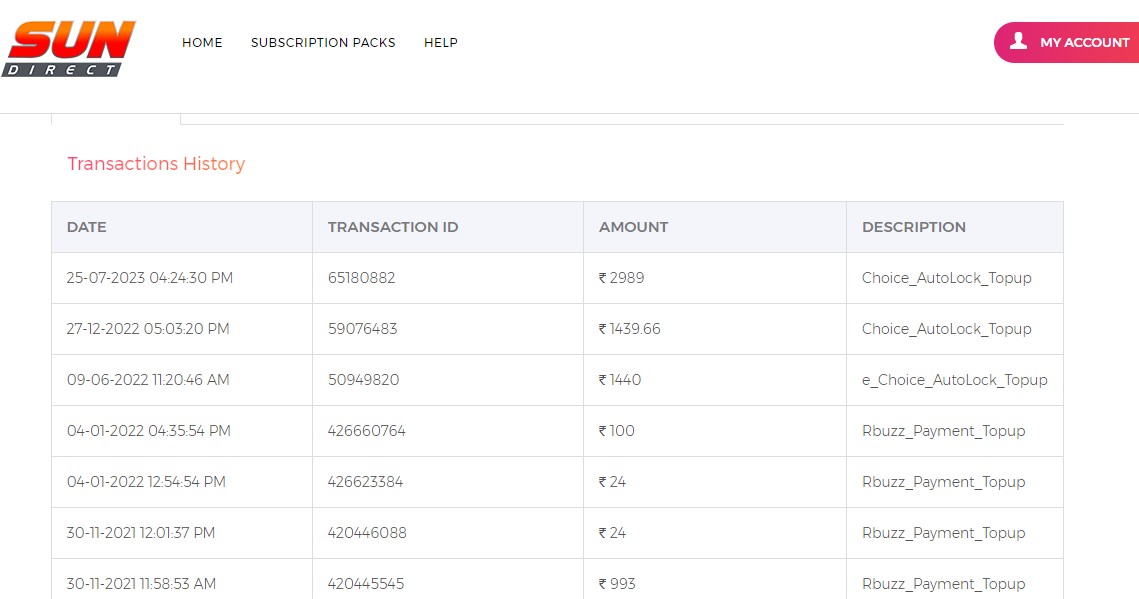 SUN
DIRECT
HOME SUBSCRIPTION PACKS HELP
MY ACCOUNT
Transactions History
DATE TRANSACTION ID AMOUNT DESCRIPTION
25-07-2023 04:24:30 PM 65180882 ₹ 2989 Choice_AutoLock_Topup
27-12-2022 05:03:20 PM 59076483 ₹ 1439.66 Choice_AutoLock_Topup
09-06-2022 11:20:46 AM 50949820 ₹ 1440 e_Choice_AutoLock_Topup
04-01-2022 04:35:54 PM 426660764 ₹ 100 Rbuzz_Payment_Topup
04-01-2022 12:54:54 PM 426623384 ₹ 24 Rbuzz_Payment_Topup
30-11-2021 12:01:37 PM 420446088 ₹ 24 Rbuzz_Payment_Topup
30-11-2021 11:58:53 AM 420445545 ₹ 993 Rbuzz_Payment_Topup